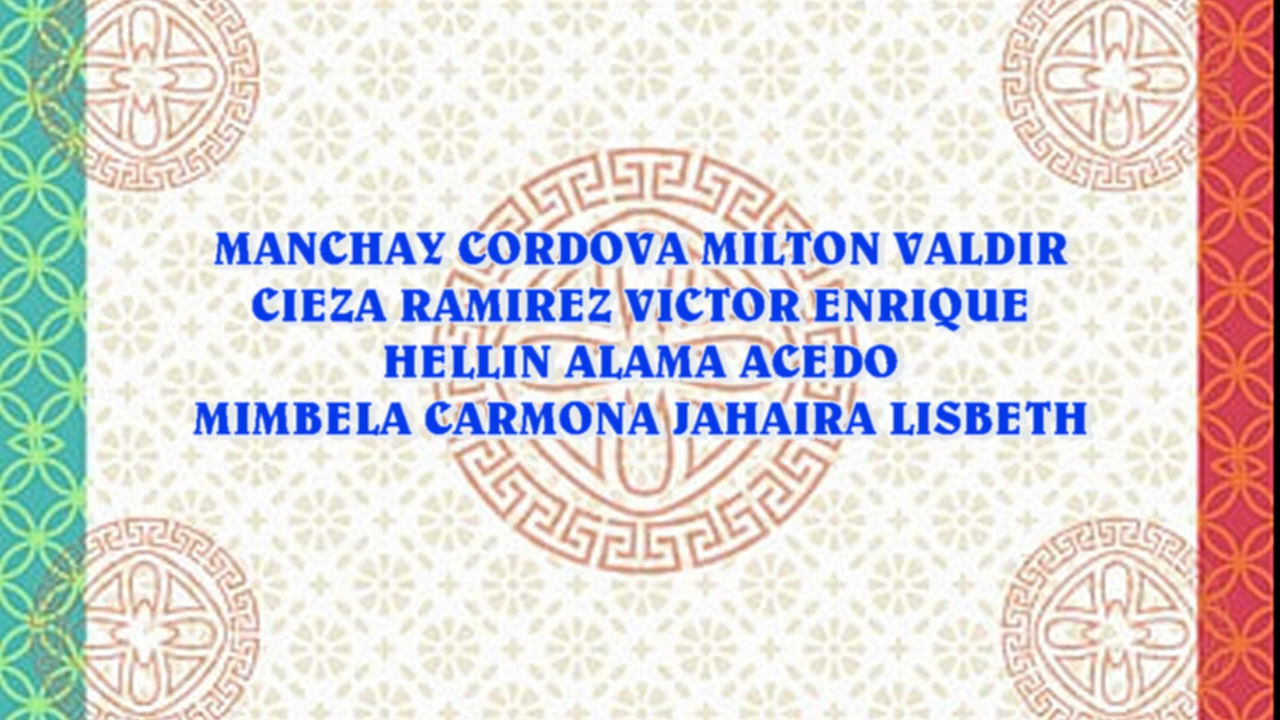 MANCHAY CORDOVA MILTON VALDIR
CIEZA RAMIREZ VICTOR ENRIQUE
HELLIN ALAMA ACEDO
MIMBELA CARMONA JAHAIRA LISBETH